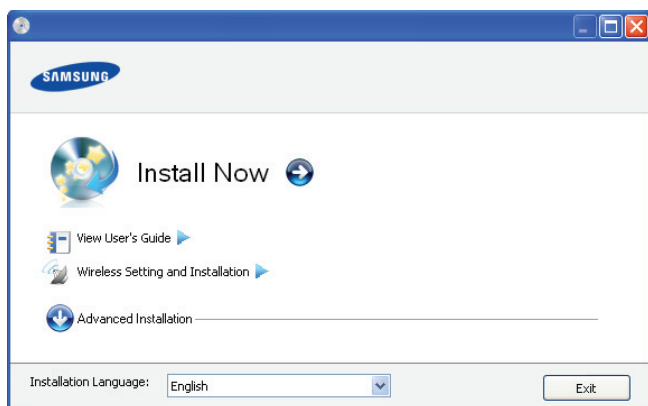 SAMSUNG
Install Now
View User's Guide
Wireless Setting and Installation
Advanced Installation
Installation Language: English
Exit